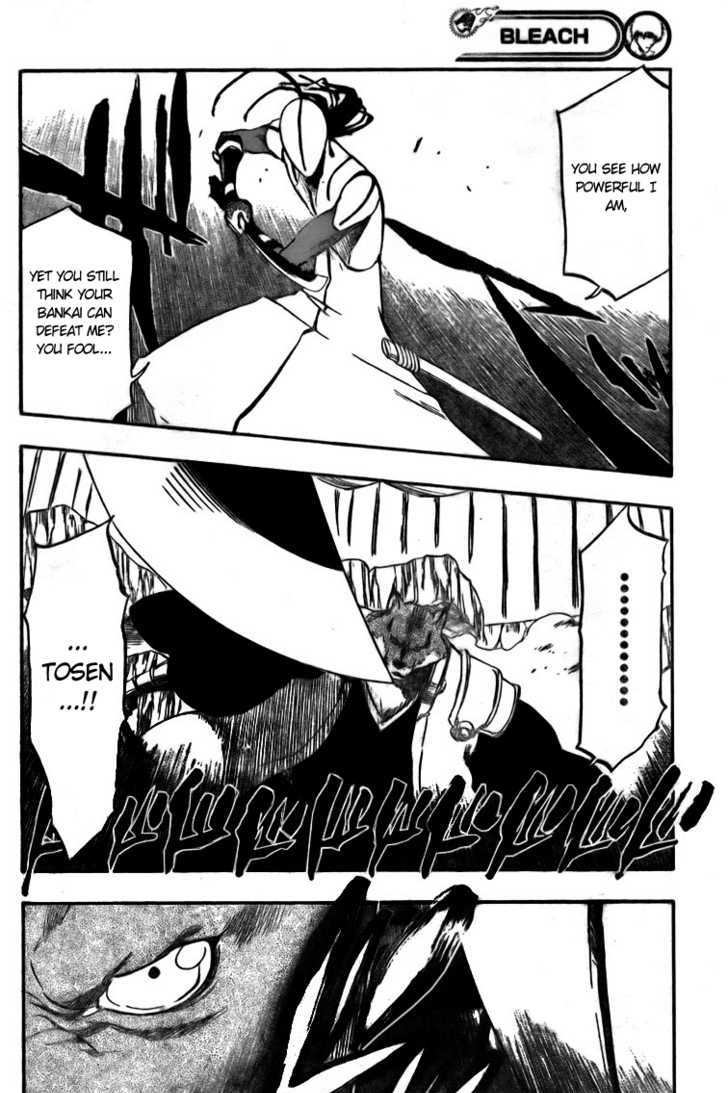 BLEACH
YOU SEE HOW
POWERFUL I
AM,
YET YOU STILL
THINK YOUR
BANKAI CAN
DEFEAT ME?
YOU FOOL...
...........
...
TOSEN
...!!